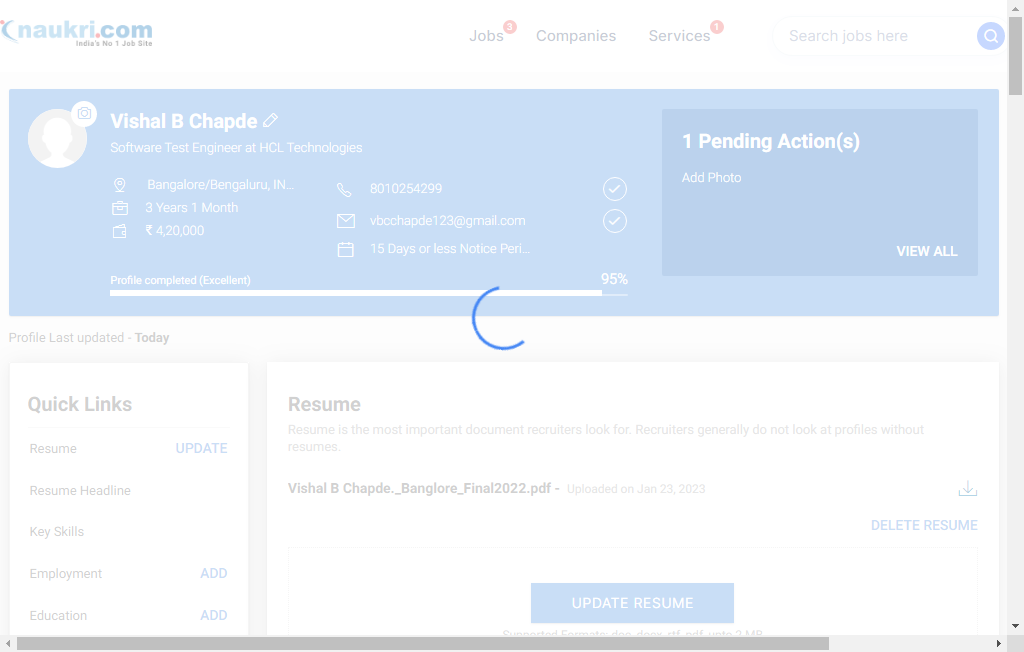 naukri.com
India's No 1 Job Site
Jobs 3 Companies Services 1 Search jobs here
Vishal B Chapde
Software Test Engineer at HCL Technologies
Bangalore/Bengaluru, IN...
3 Years 1 Month
₹ 4,20,000
8010254299
vbcchapde123@gmail.com
15 Days or less Notice Peri...
Profile completed (Excellent) 95%
1 Pending Action(s)
Add Photo
VIEW ALL
Profile Last updated - Today
Quick Links
Resume UPDATE
Resume Headline
Key Skills
Employment ADD
Education ADD
Resume
Resume is the most important document recruiters look for. Recruiters generally do not look at profiles without
resumes.
Vishal B Chapde._Banglore_Final2022.pdf - Uploaded on Jan 23, 2023
DELETE RESUME
UPDATE RESUME
Supported Formats: doc, docx, rtf, pdf, upto 2 MB